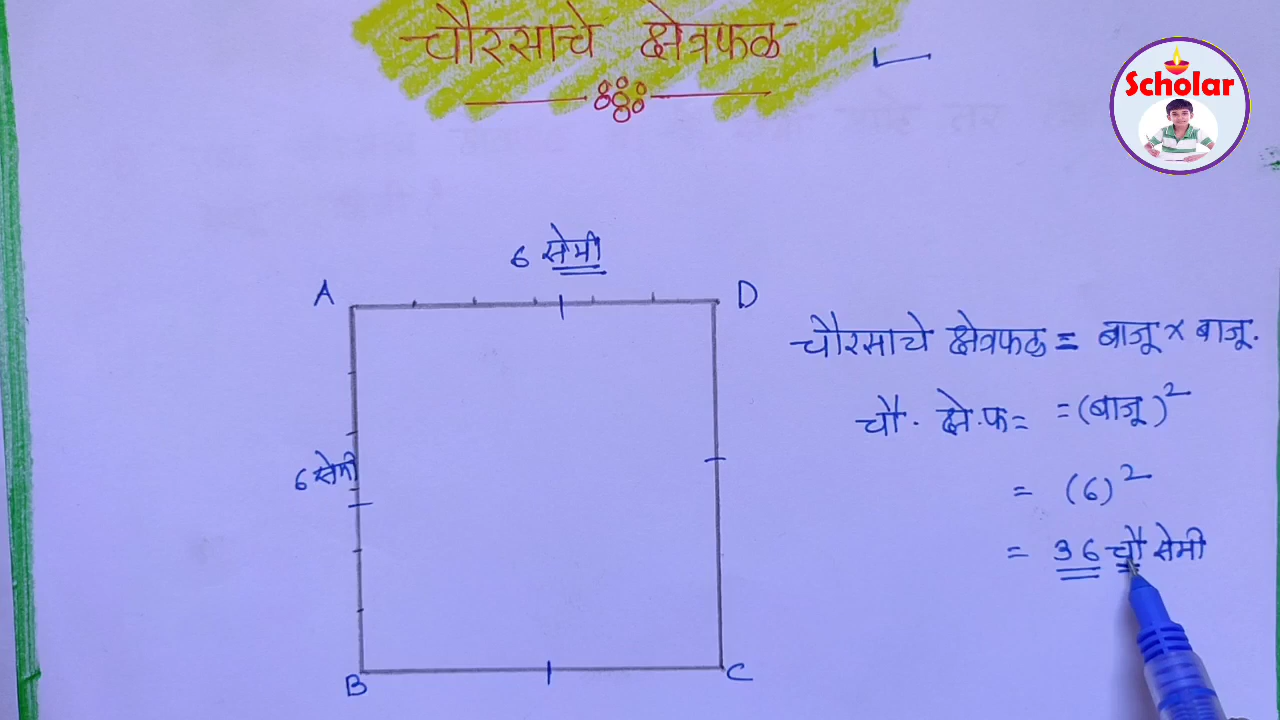 चौरसाचे क्षेत्रफळ
Scholar
6 सेमी
A
D
चौरसाचे क्षेत्रफळ = बाजू × बाजू.
चौ. क्षे.फ = = (बाजू)²
6 सेमी
= (6)²
= 36 चौ सेमी
B
C